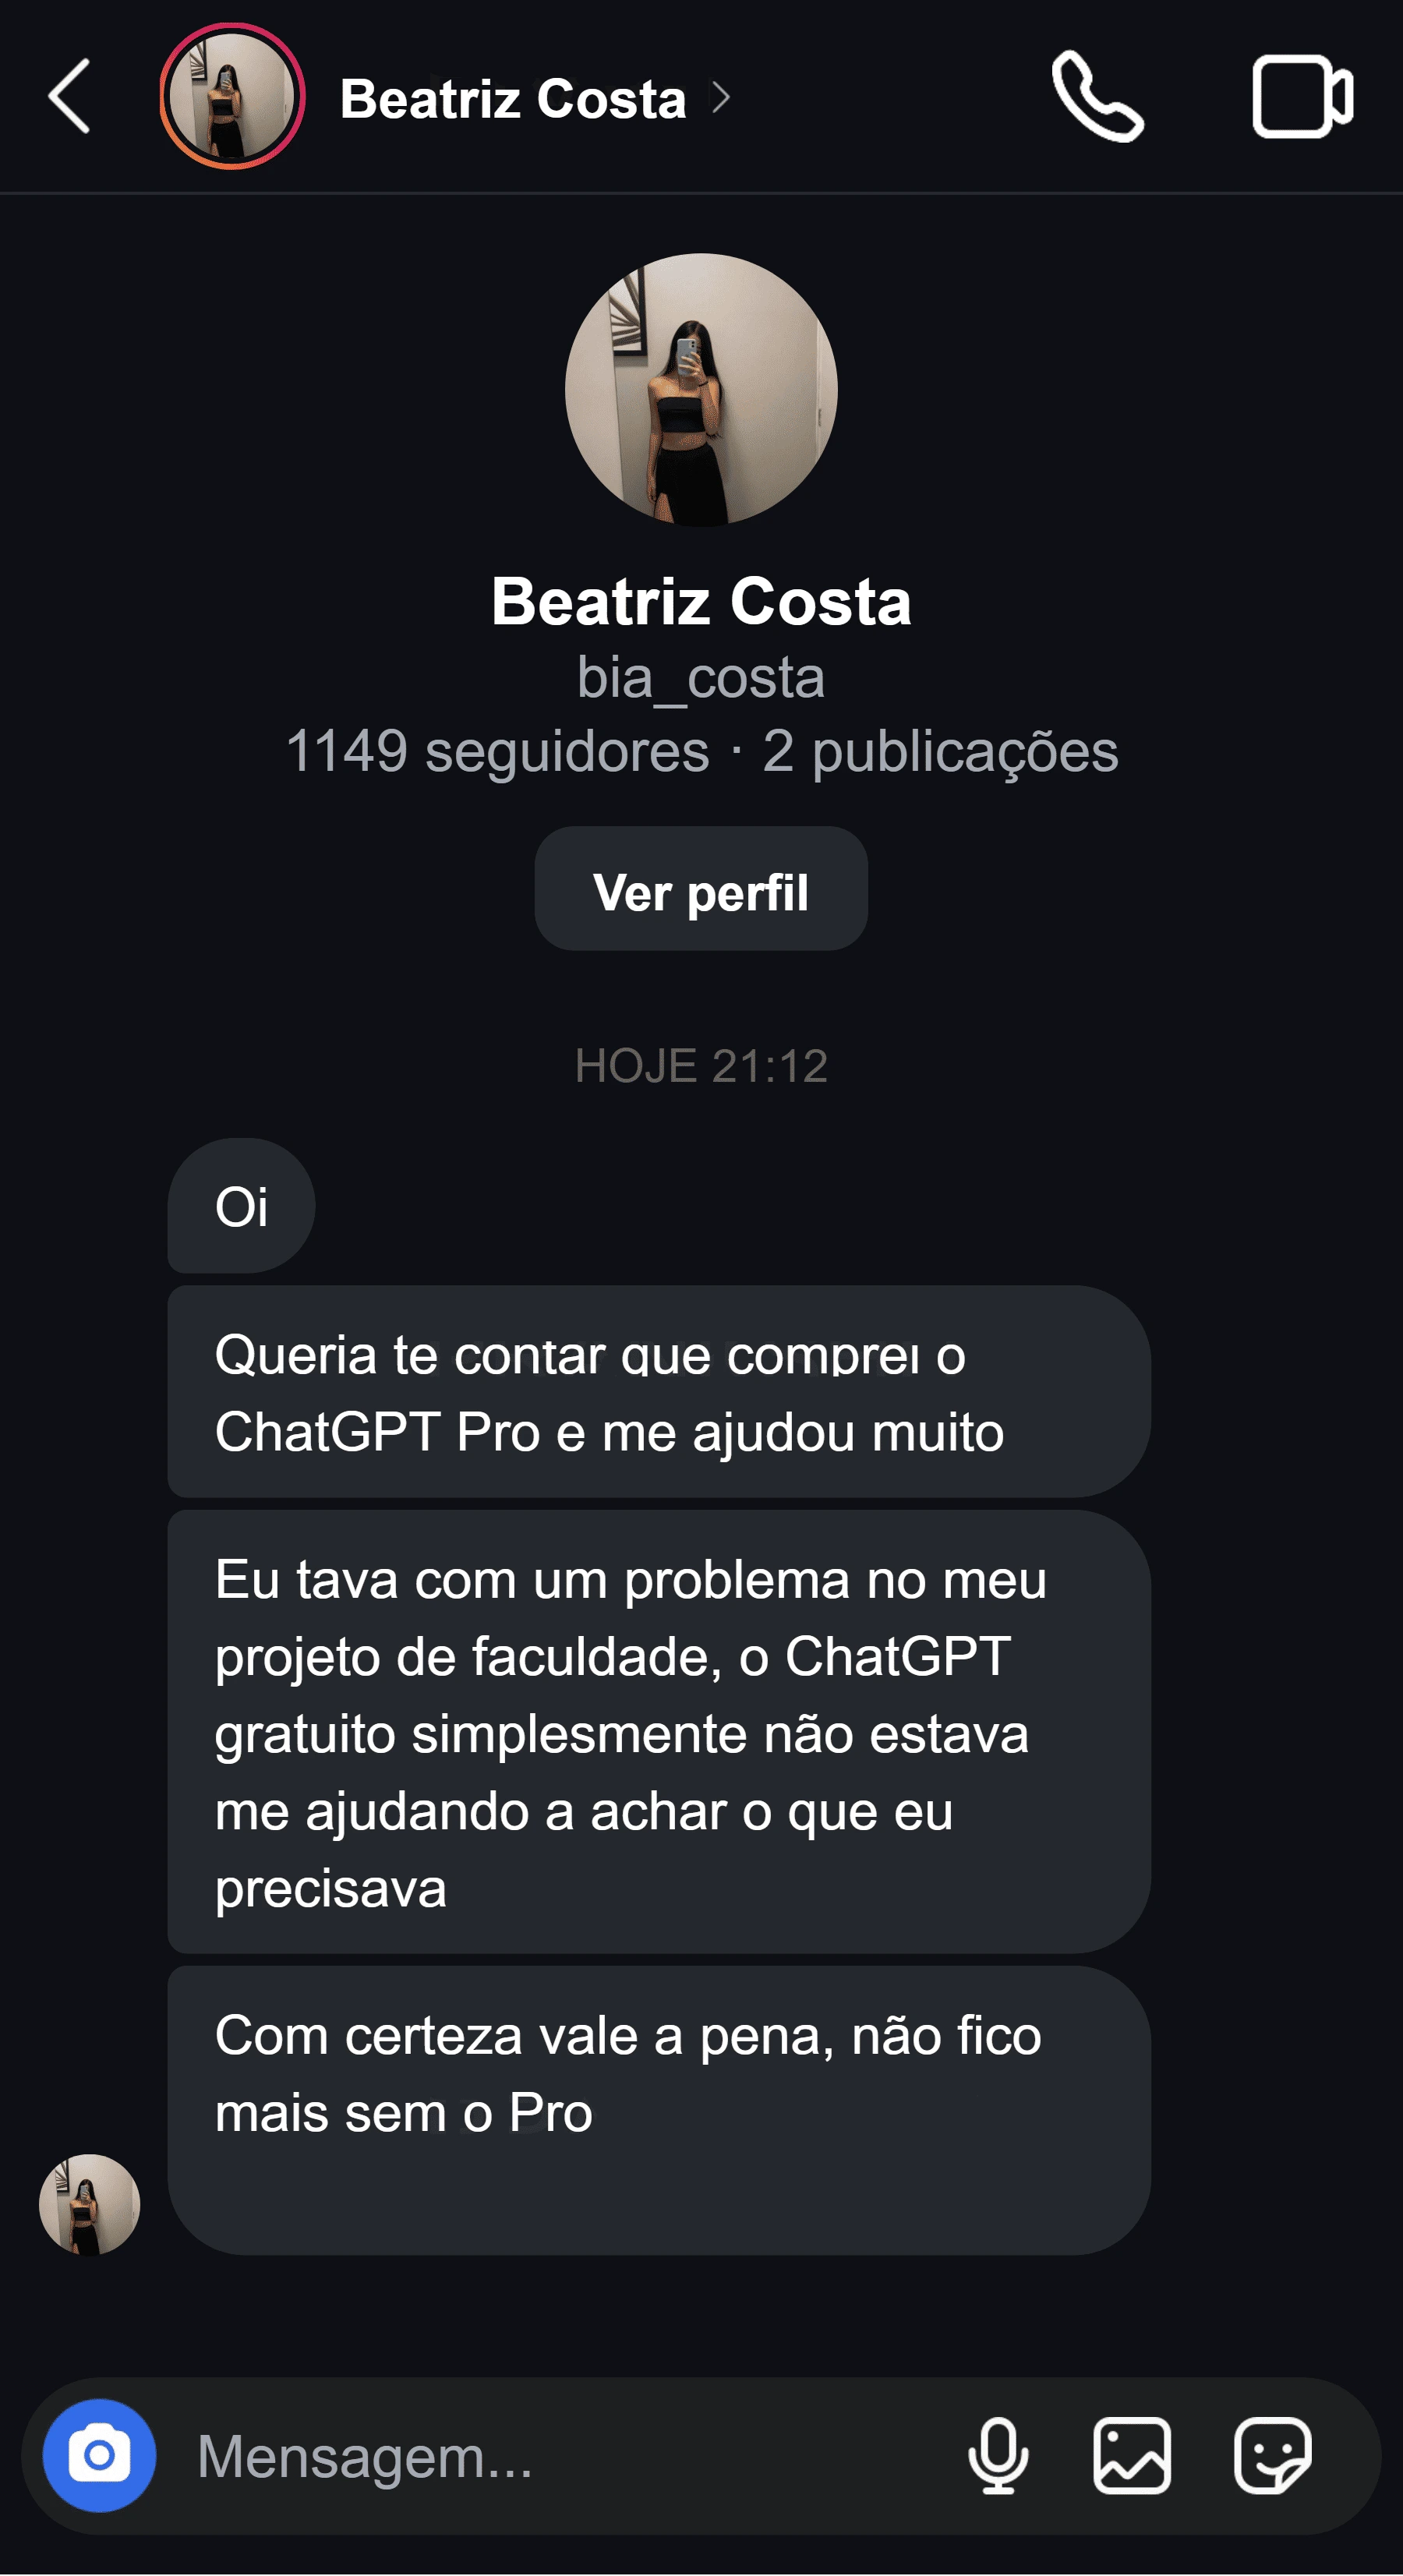 Beatriz Costa
Beatriz Costa
bia_costa
1149 seguidores · 2 publicações
Ver perfil
HOJE 21:12
Oi
Queria te contar que comprei o
ChatGPT Pro e me ajudou muito
Eu tava com um problema no meu
projeto de faculdade, o ChatGPT
gratuito simplesmente não estava
me ajudando a achar o que eu
precisava
Com certeza vale a pena, não fico
mais sem o Pro
Mensagem...